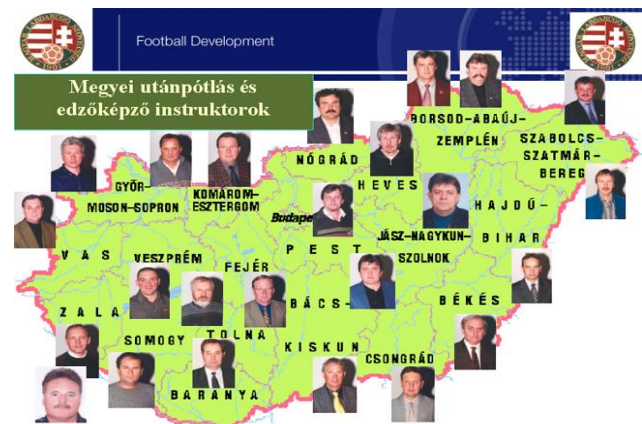 Football Development
Megyei utánpótlás és
edzőképző instruktorok
BORSOD-ABAÚJ-
ZEMPLÉN
SZABOLCS-
SZATMÁR-
BEREG
NÓGRÁD
HEVES
GYŐR-
MOSON-SOPRON
KOMÁROM-
ESZTERGOM
HAJDÚ-
BIHAR
PEST
JÁSZ-NAGYKUN-
SZOLNOK
VAS
VESZPRÉM
FEJÉR
BÁCS-
KISKUN
BÉKÉS
ZALA
SOMOGY
TOLNA
CSONGRÁD
BARANYA